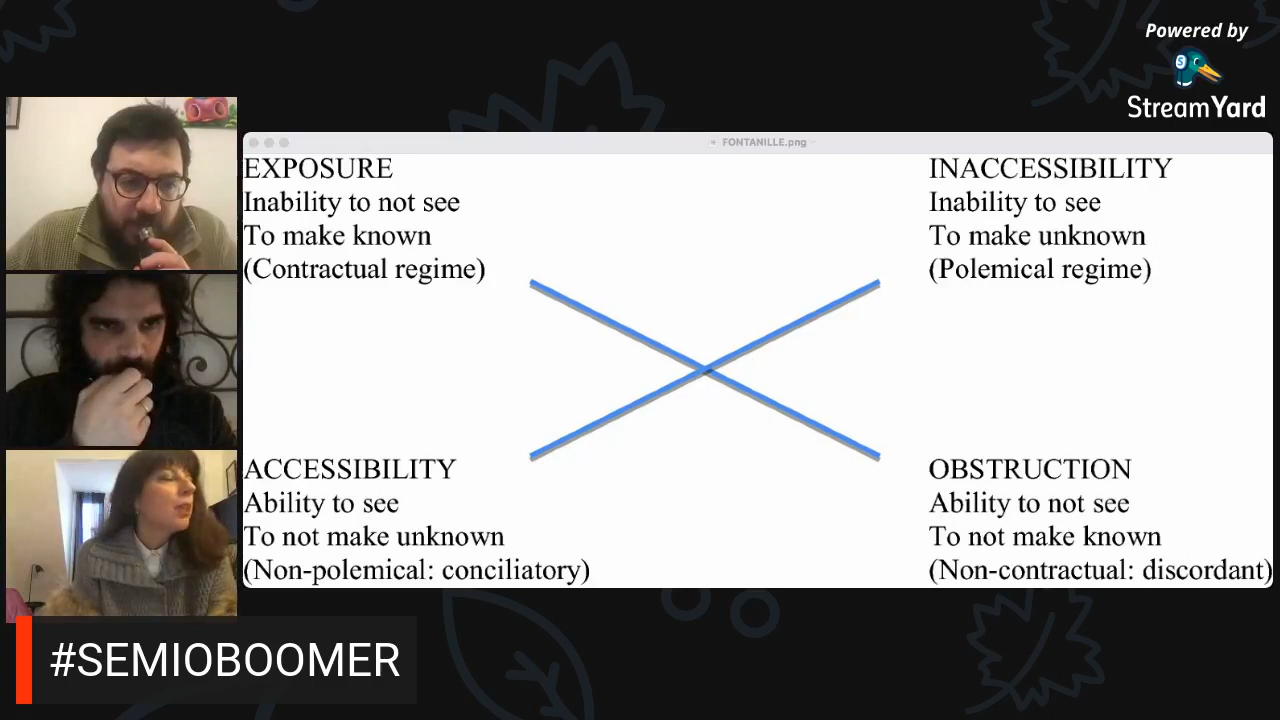 Powered by
StreamYard
FONTANILLE.png
EXPOSURE
Inability to not see
To make known
(Contractual regime)
INACCESSIBILITY
Inability to see
To make unknown
(Polemical regime)
ACCESSIBILITY
Ability to see
To not make unknown
(Non-polemical: conciliatory)
OBSTRUCTION
Ability to not see
To not make known
(Non-contractual: discordant)
#SEMIOBOOMER